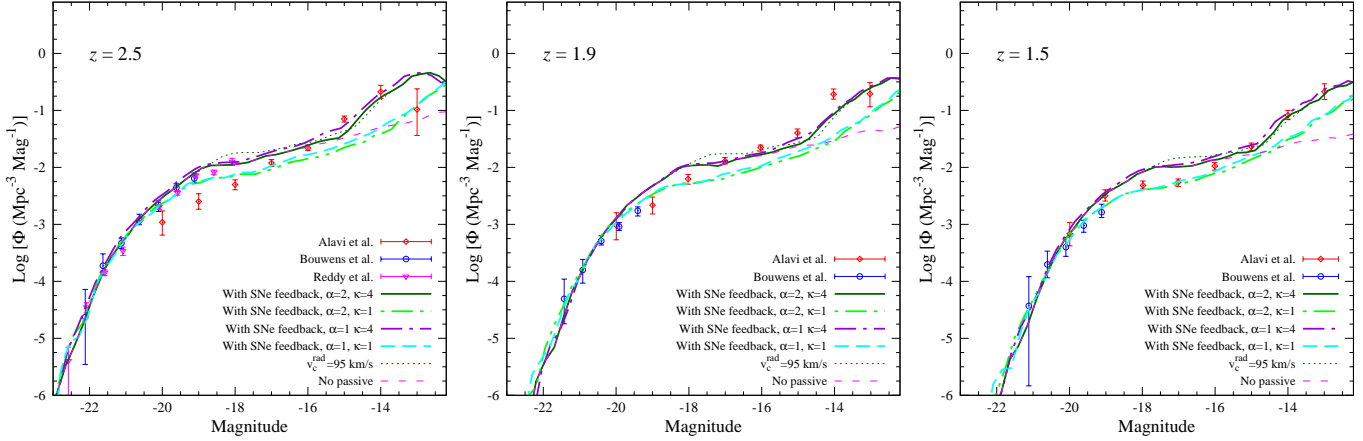 z = 2.5
Log [Φ (Mpc⁻³ Mag⁻¹)]
0
-1
-2
-3
-4
-5
-6
Alavi et al.
Bouwens et al.
Reddy et al.
With SNe feedback, α=2, κ=4
With SNe feedback, α=2, κ=1
With SNe feedback, α=1 κ=4
With SNe feedback, α=1, κ=1
v_c^rad=95 km/s
No passive
-22 -20 -18 -16 -14
Magnitude
z = 1.9
Log [Φ (Mpc⁻³ Mag⁻¹)]
0
-1
-2
-3
-4
-5
-6
Alavi et al.
Bouwens et al.
With SNe feedback, α=2, κ=4
With SNe feedback, α=2, κ=1
With SNe feedback, α=1 κ=4
With SNe feedback, α=1, κ=1
v_c^rad=95 km/s
No passive
-22 -20 -18 -16 -14
Magnitude
z = 1.5
Log [Φ (Mpc⁻³ Mag⁻¹)]
0
-1
-2
-3
-4
-5
-6
Alavi et al.
Bouwens et al.
With SNe feedback, α=2, κ=4
With SNe feedback, α=2, κ=1
With SNe feedback, α=1 κ=4
With SNe feedback, α=1, κ=1
v_c^rad=95 km/s
No passive
-22 -20 -18 -16 -14
Magnitude